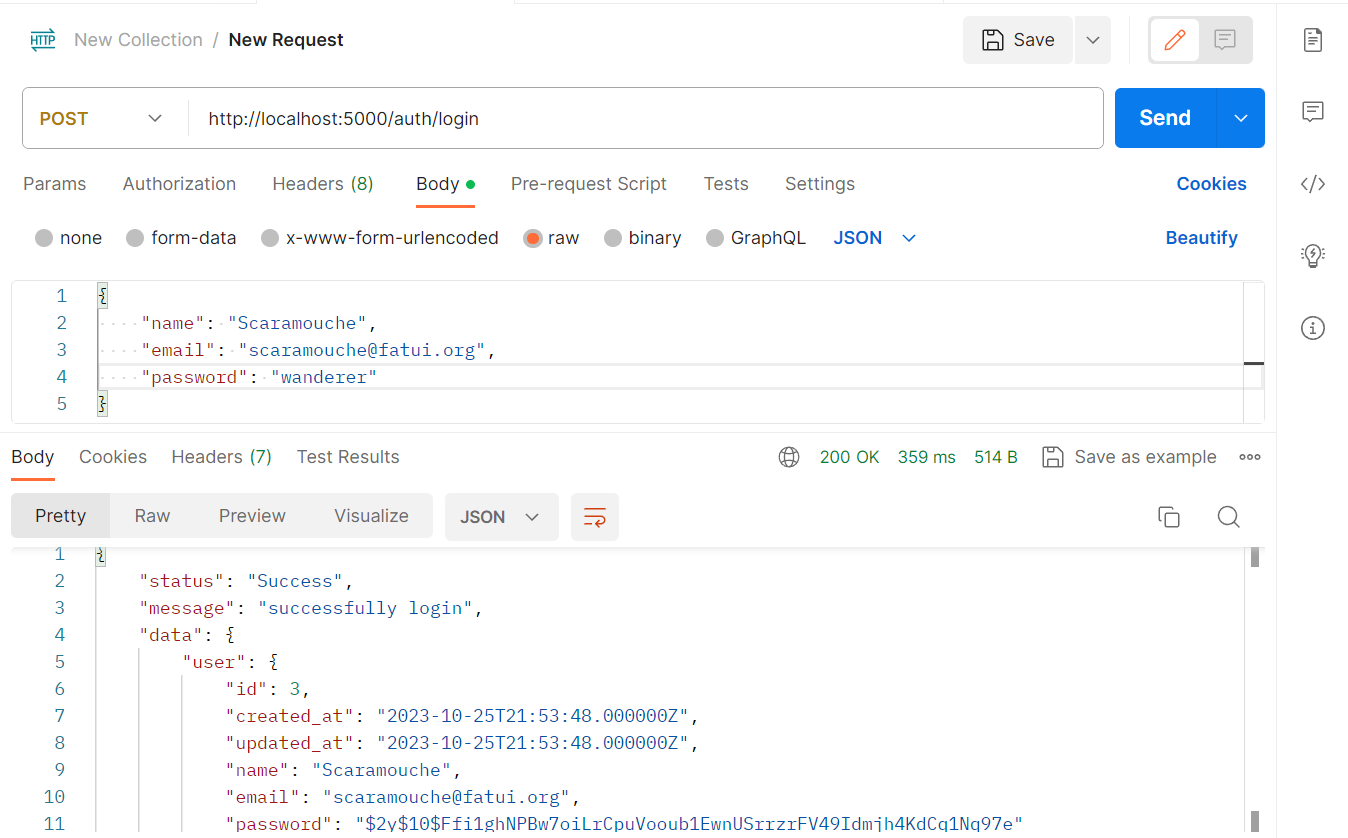 HTTP New Collection / New Request Save
POST http://localhost:5000/auth/login Send
Params Authorization Headers (8) Body Pre-request Script Tests Settings Cookies
none form-data x-www-form-urlencoded raw binary GraphQL JSON Beautify
1 {
2 "name": "Scaramouche",
3 "email": "scaramouche@fatui.org",
4 "password": "wanderer"
5 }
Body Cookies Headers (7) Test Results 200 OK 359 ms 514 B Save as example
Pretty Raw Preview Visualize JSON
1 {
2 "status": "Success",
3 "message": "successfully login",
4 "data": {
5 "user": {
6 "id": 3,
7 "created_at": "2023-10-25T21:53:48.000000Z",
8 "updated_at": "2023-10-25T21:53:48.000000Z",
9 "name": "Scaramouche",
10 "email": "scaramouche@fatui.org",
11 "password": "$2y$10$Ffi1ghNPBw7oiLrCpuVooub1EwnUSrrzrFV49Idmjh4KdCq1Nq97e"